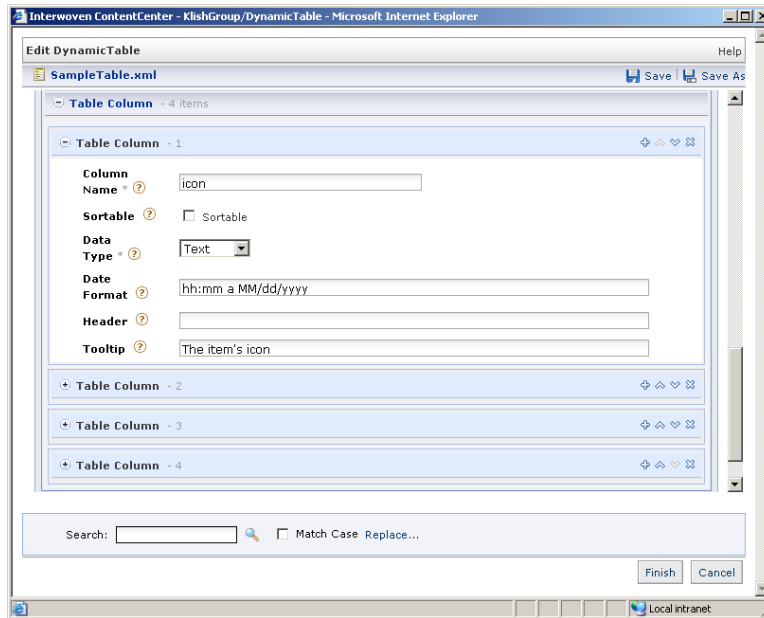 Interwoven ContentCenter - KlishGroup/DynamicTable - Microsoft Internet Explorer
Edit DynamicTable
Help
SampleTable.xml
Save
Save As
Table Column - 4 items
Table Column - 1
Column Name * ?
icon
Sortable ?
Sortable
Data Type * ?
Text
Date Format ?
hh:mm a MM/dd/yyyy
Header ?
Tooltip ?
The item's icon
Table Column - 2
Table Column - 3
Table Column - 4
Search:
Match Case
Replace...
Finish
Cancel
Local intranet